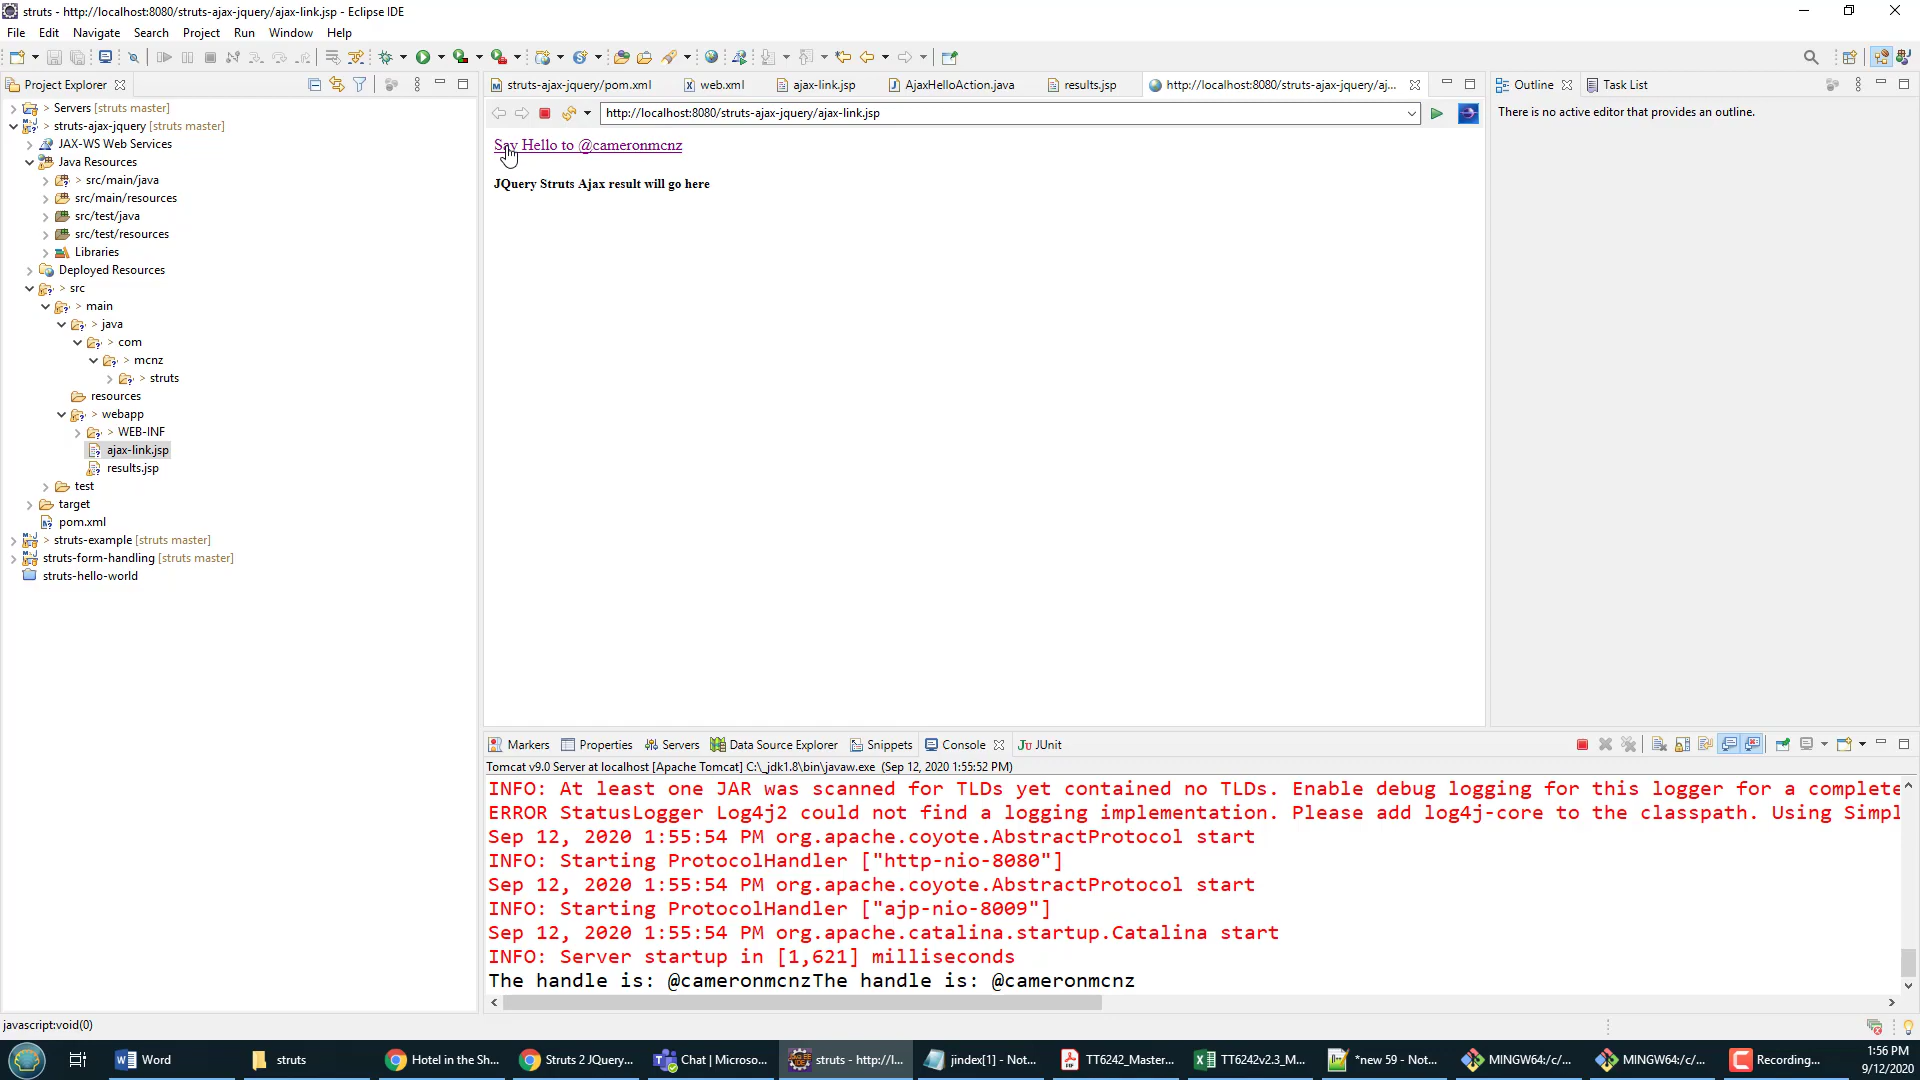 struts - http://localhost:8080/struts-ajax-jquery/ajax-link.jsp - Eclipse IDE
File Edit Navigate Search Project Run Window Help
Project Explorer
> Servers [struts master]
> struts-ajax-jquery [struts master]
JAX-WS Web Services
Java Resources
> src/main/java
src/main/resources
src/test/java
src/test/resources
Libraries
Deployed Resources
> src
> main
> java
> com
> mcnz
> struts
resources
> webapp
> WEB-INF
ajax-link.jsp
results.jsp
test
target
pom.xml
> struts-example [struts master]
struts-form-handling [struts master]
struts-hello-world
struts-ajax-jquery/pom.xml web.xml ajax-link.jsp AjaxHelloAction.java results.jsp http://localhost:8080/struts-ajax-jquery/aj...
http://localhost:8080/struts-ajax-jquery/ajax-link.jsp
Say Hello to @cameronmcnz
JQuery Struts Ajax result will go here
Outline Task List
There is no active editor that provides an outline.
Markers Properties Servers Data Source Explorer Snippets Console JUnit
Tomcat v9.0 Server at localhost [Apache Tomcat] C:\_jdk1.8\bin\javaw.exe (Sep 12, 2020 1:55:52 PM)
INFO: At least one JAR was scanned for TLDs yet contained no TLDs. Enable debug logging for this logger for a complete
ERROR StatusLogger Log4j2 could not find a logging implementation. Please add log4j-core to the classpath. Using Simpl
Sep 12, 2020 1:55:54 PM org.apache.coyote.AbstractProtocol start
INFO: Starting ProtocolHandler ["http-nio-8080"]
Sep 12, 2020 1:55:54 PM org.apache.coyote.AbstractProtocol start
INFO: Starting ProtocolHandler ["ajp-nio-8009"]
Sep 12, 2020 1:55:54 PM org.apache.catalina.startup.Catalina start
INFO: Server startup in [1,621] milliseconds
The handle is: @cameronmcnzThe handle is: @cameronmcnz
javascript:void(0)
Word struts Hotel in the Sh... Struts 2 JQuery... Chat | Microso... struts - http://l... jindex[1] - Not... TT6242_Master... TT6242v2.3_M... *new 59 - Not... MINGW64:/c/... MINGW64:/c/... Recording...
1:56 PM
9/12/2020